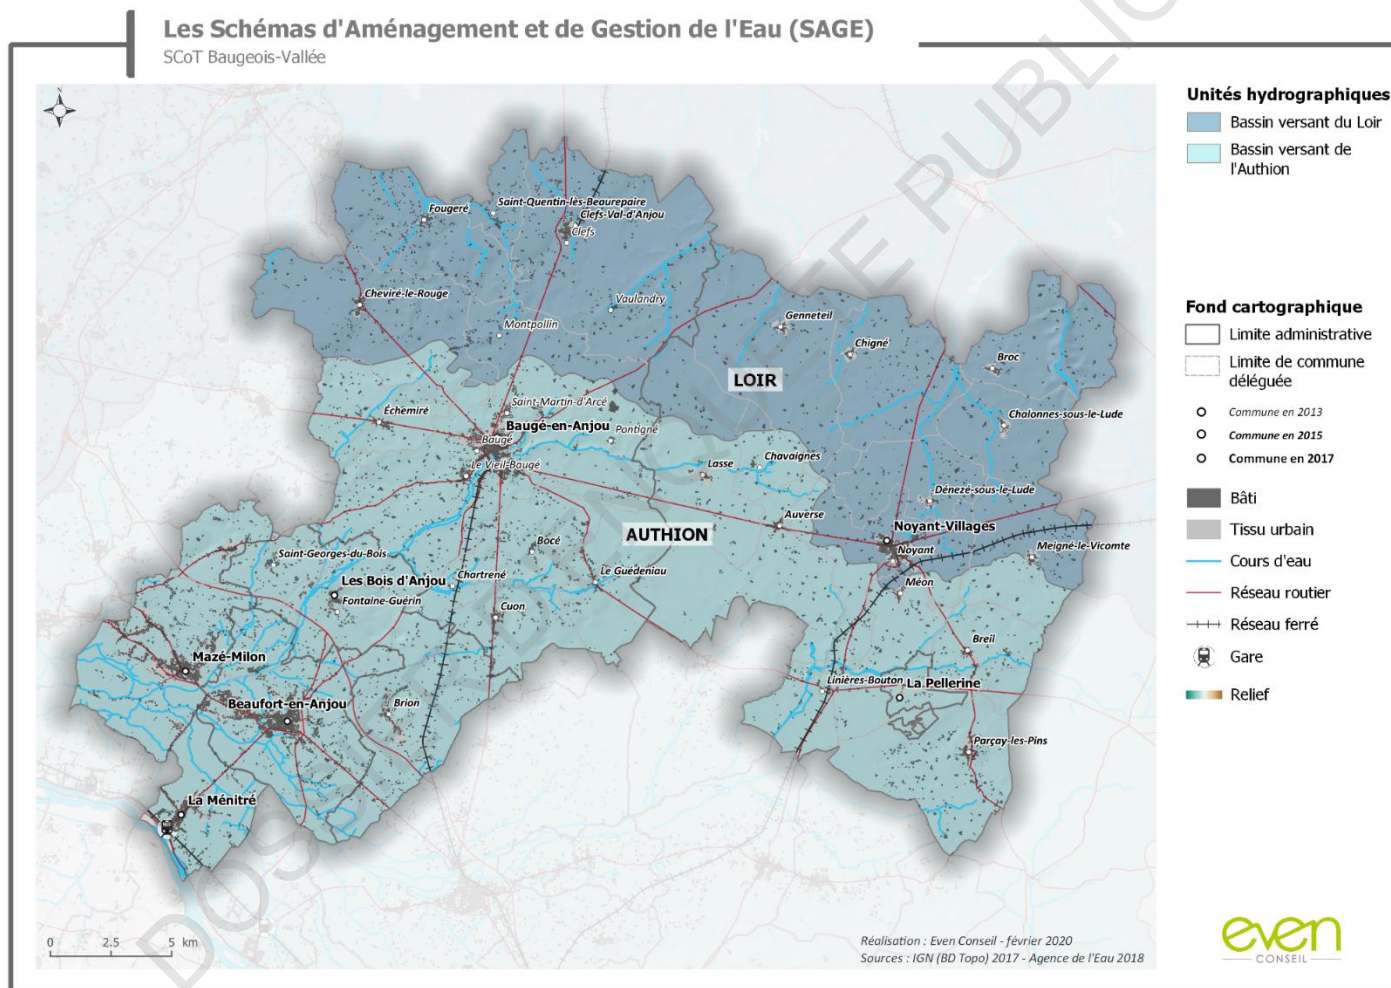 Les Schémas d'Aménagement et de Gestion de l'Eau (SAGE)
SCoT Baugeois-Vallée
Unités hydrographiques
Bassin versant du Loir
Bassin versant de
l'Authion
Fond cartographique
Limite administrative
Limite de commune
déléguée
Commune en 2013
Commune en 2015
Commune en 2017
Bâti
Tissu urbain
Cours d'eau
Réseau routier
Réseau ferré
Gare
Relief
N
Fougeré
Saint-Quentin-lès-Beaurepaire
Clefs-Val-d'Anjou
Clefs
Cheviré-le-Rouge
Vaulandry
Montpollin
Genneteil
Chigné
Broc
LOIR
Chalonnes-sous-le-Lude
Échemiré
Saint-Martin-d'Arcé
Baugé-en-Anjou
Pontigné
Baugé
Le Vieil-Baugé
Lasse
Chavaignes
Dénezé-sous-le-Lude
Auverse
Noyant-Villages
AUTHION
Bocé
Noyant
Meigné-le-Vicomte
Saint-Georges-du-Bois
Les Bois d'Anjou
Chartrené
Le Guédeniau
Méon
Fontaine-Guérin
Cuon
Breil
Mazé-Milon
Linières-Bouton
La Pellerine
Beaufort-en-Anjou
Brion
Parçay-les-Pins
La Ménitré
0 2.5 5 km
Réalisation : Even Conseil - février 2020
Sources : IGN (BD Topo) 2017 - Agence de l'Eau 2018
even
CONSEIL